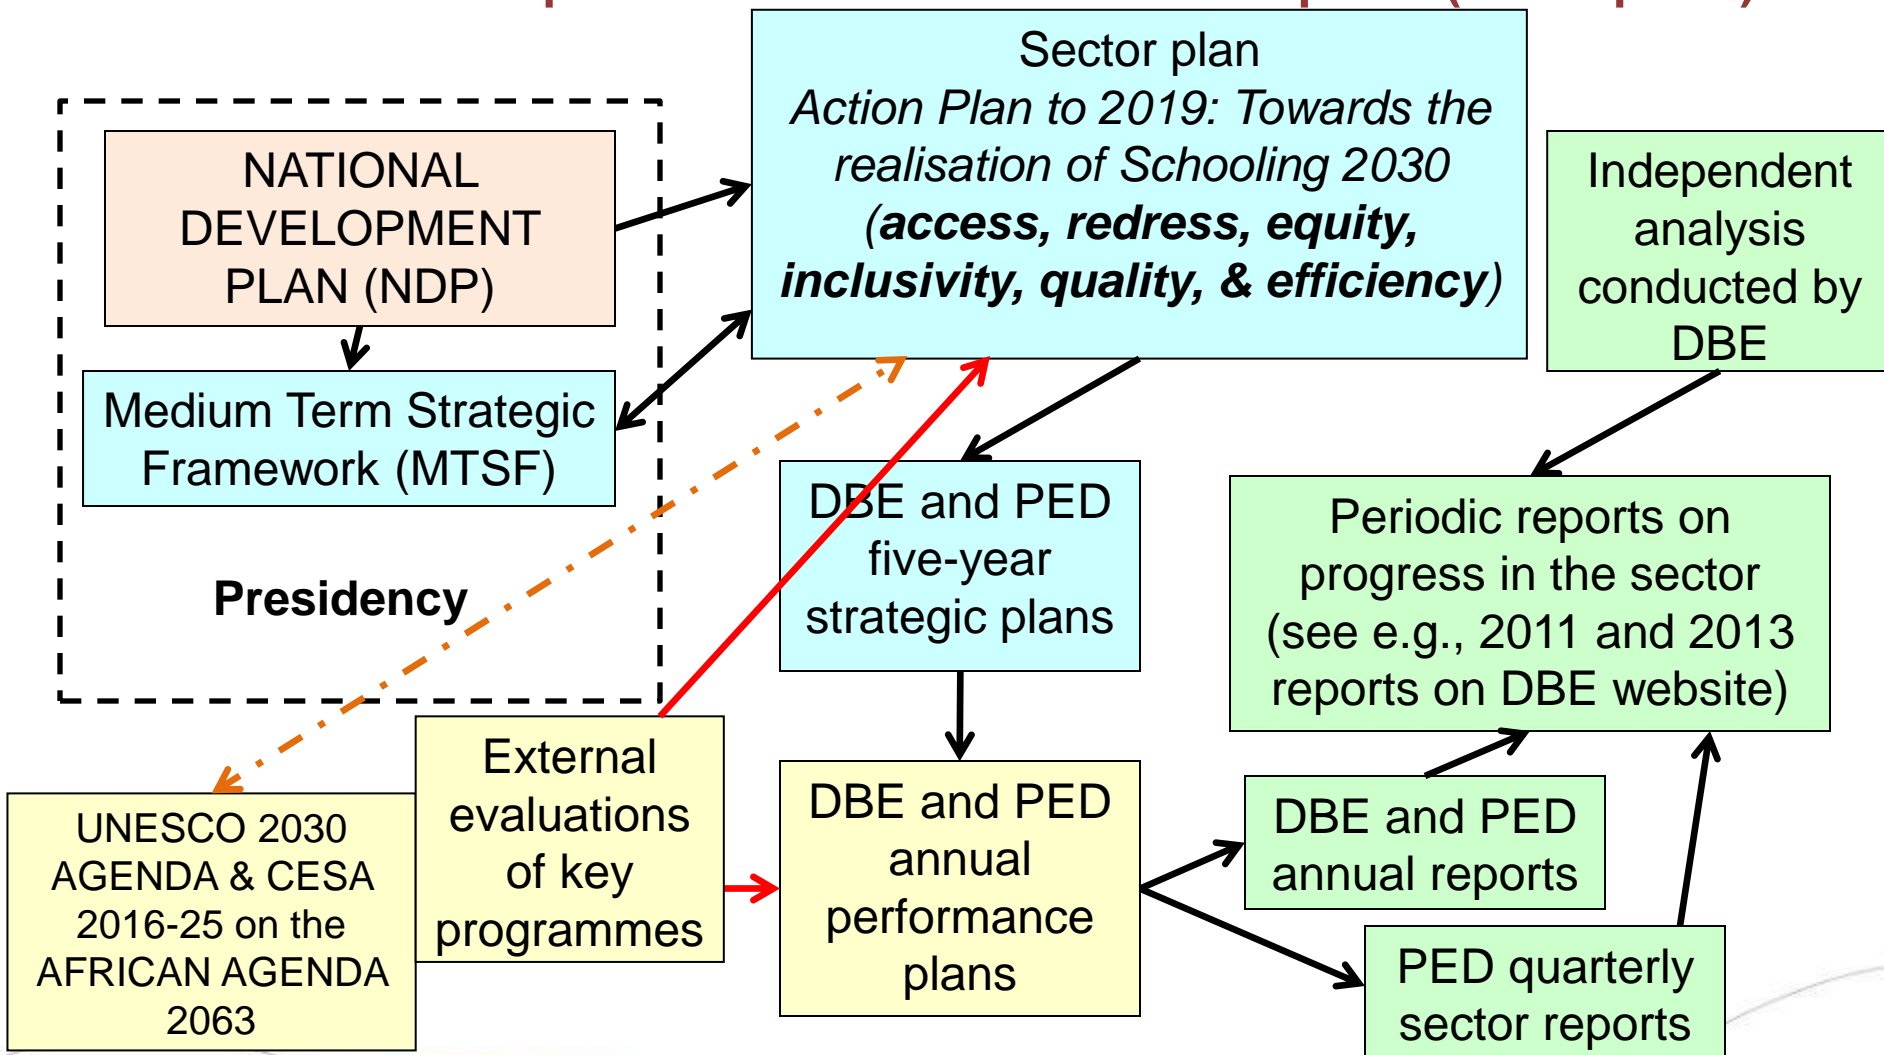 Sector plan
Action Plan to 2019: Towards the
realisation of Schooling 2030
(access, redress, equity,
inclusivity, quality, & efficiency)
NATIONAL
DEVELOPMENT
PLAN (NDP)
Medium Term Strategic
Framework (MTSF)
Presidency
Independent
analysis
conducted by
DBE
DBE and PED
five-year
strategic plans
Periodic reports on
progress in the sector
(see e.g., 2011 and 2013
reports on DBE website)
External
evaluations
of key
programmes
UNESCO 2030
AGENDA & CESA
2016-25 on the
AFRICAN AGENDA
2063
DBE and PED
annual
performance
plans
DBE and PED
annual reports
PED quarterly
sector reports